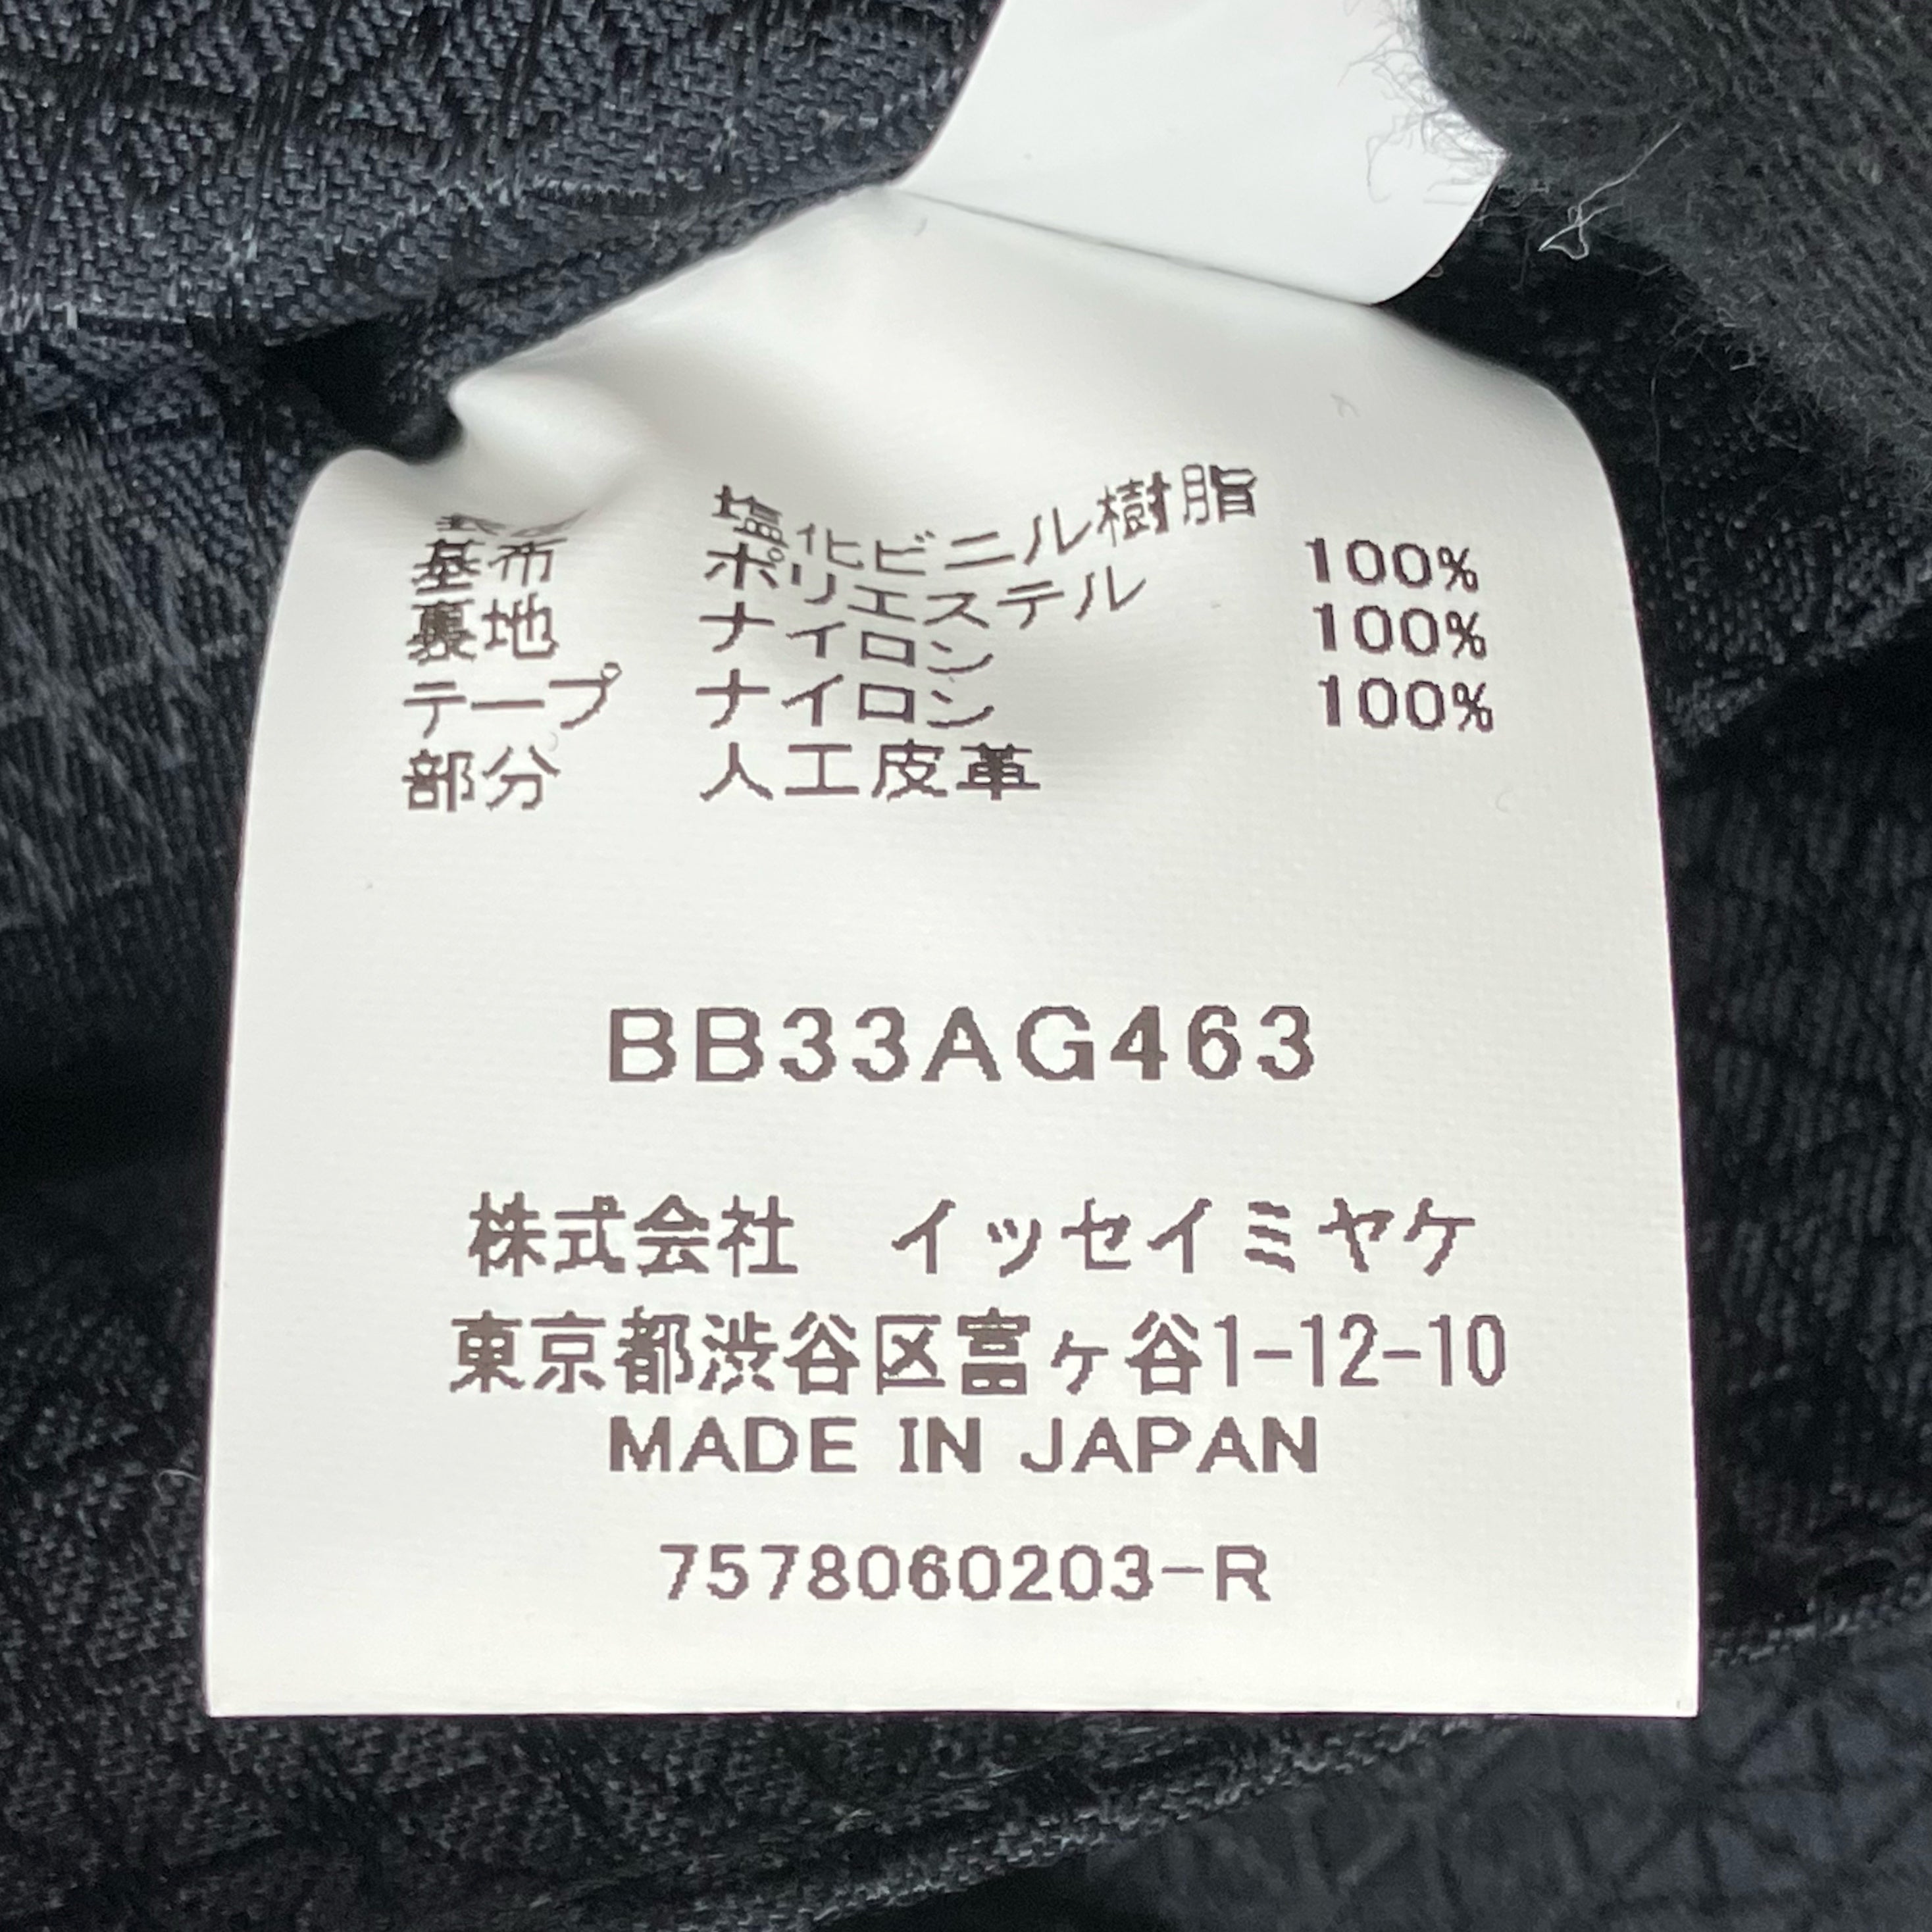 塩化ビニル樹脂
基布 ポリエステル 100%
裏地 ナイロン 100%
テープ ナイロン 100%
部分 人工皮革
BB33AG463
株式会社 イッセイミヤケ
東京都渋谷区富ヶ谷1-12-10
MADE IN JAPAN
7578060203-R